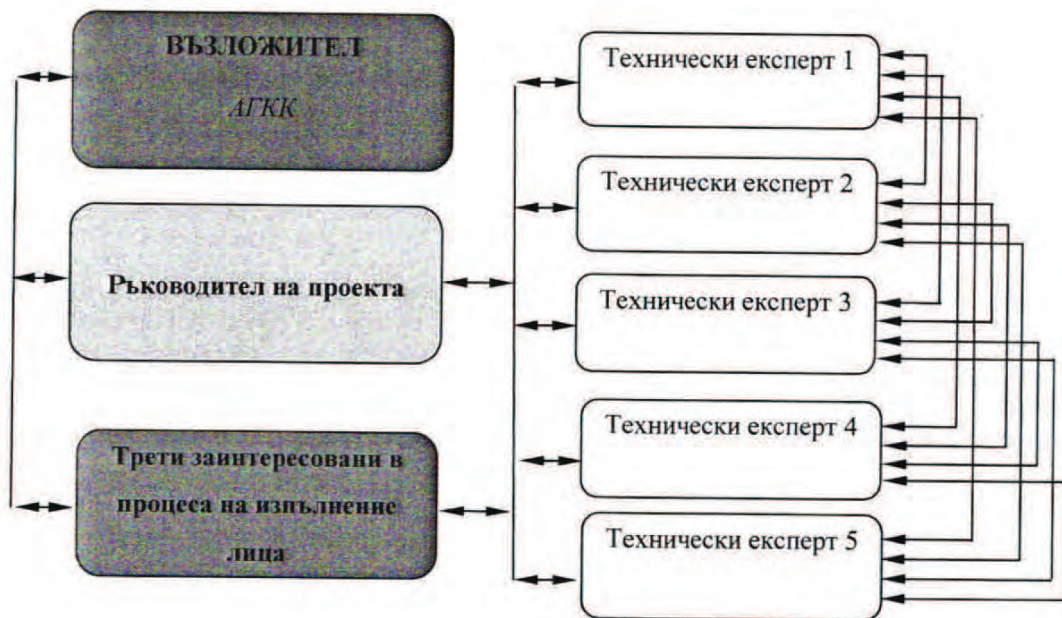 ВЪЗЛОЖИТЕЛ
АГКК
Ръководител на проекта
Трети заинтересовани в
процеса на изпълнение
лица
Технически експерт 1
Технически експерт 2
Технически експерт 3
Технически експерт 4
Технически експерт 5